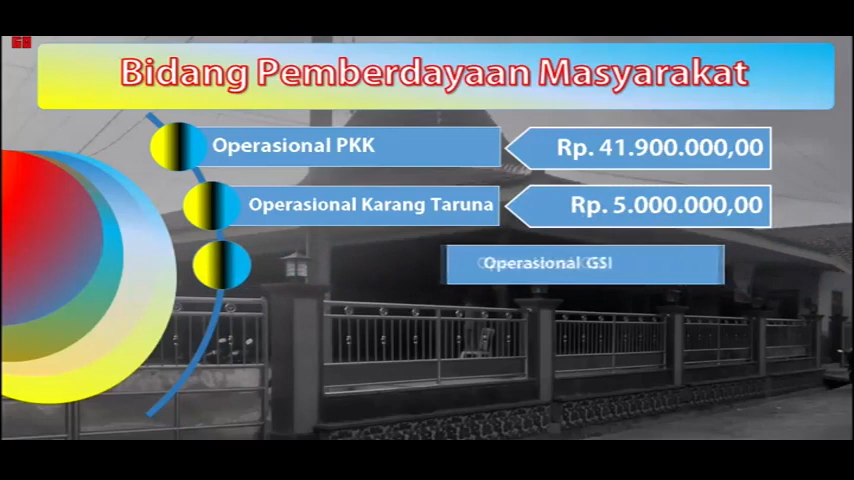 GB
Bidang Pemberdayaan Masyarakat
Operasional PKK
Rp. 41.900.000,00
Operasional Karang Taruna
Rp. 5.000.000,00
Operasional GSI